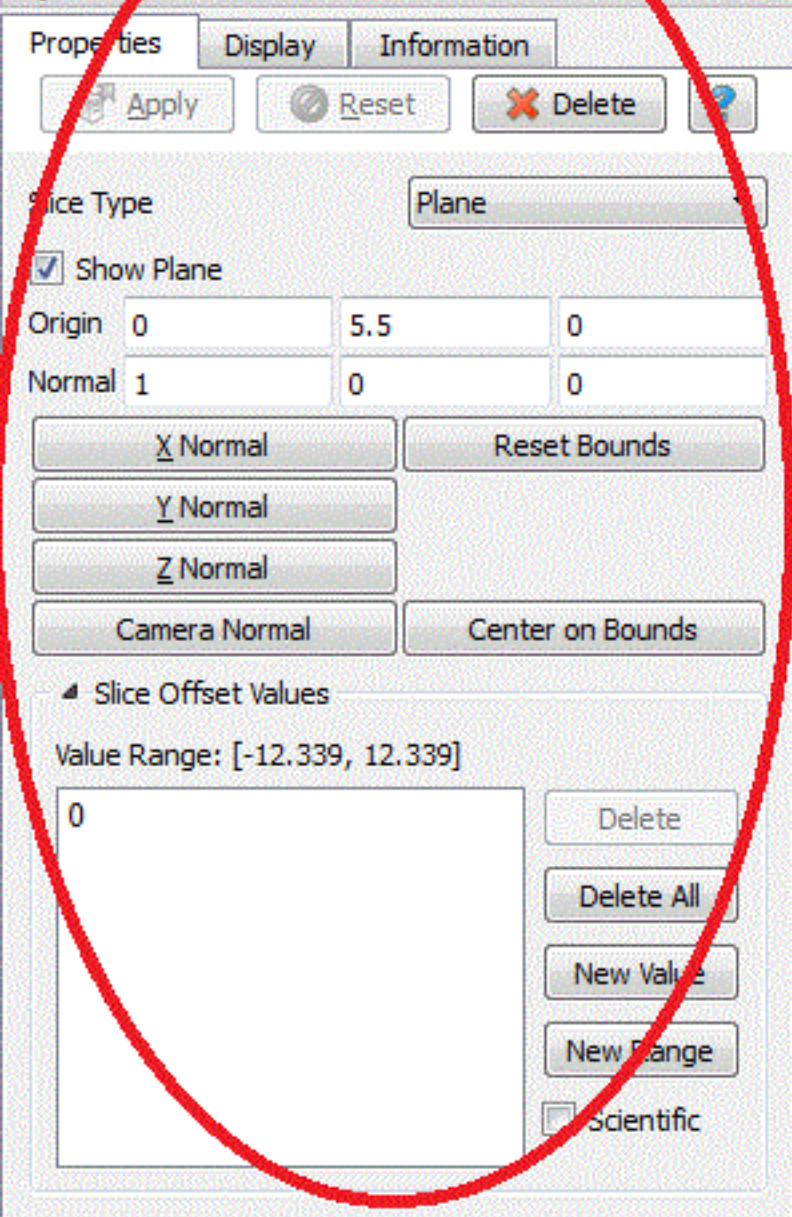 Properties Display Information
Apply Reset Delete ?
Slice Type Plane
Show Plane
Origin 0 5.5 0
Normal 1 0 0
X Normal Reset Bounds
Y Normal
Z Normal
Camera Normal Center on Bounds
Slice Offset Values
Value Range: [-12.339, 12.339]
0 Delete
Delete All
New Value
New Range
Scientific